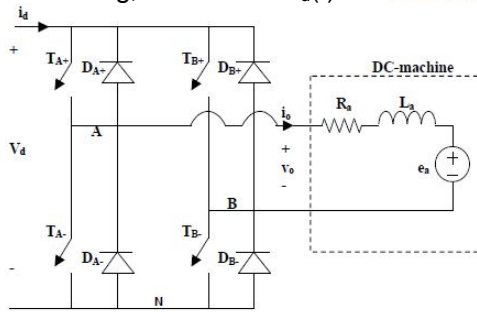 i_d
+
T_A+
D_A+
T_B+
D_B+
DC-machine
i_o
R_a
L_a
A
+
V_d
v_o
+
-
e_a
-
B
T_A-
D_A-
T_B-
D_B-
-
N